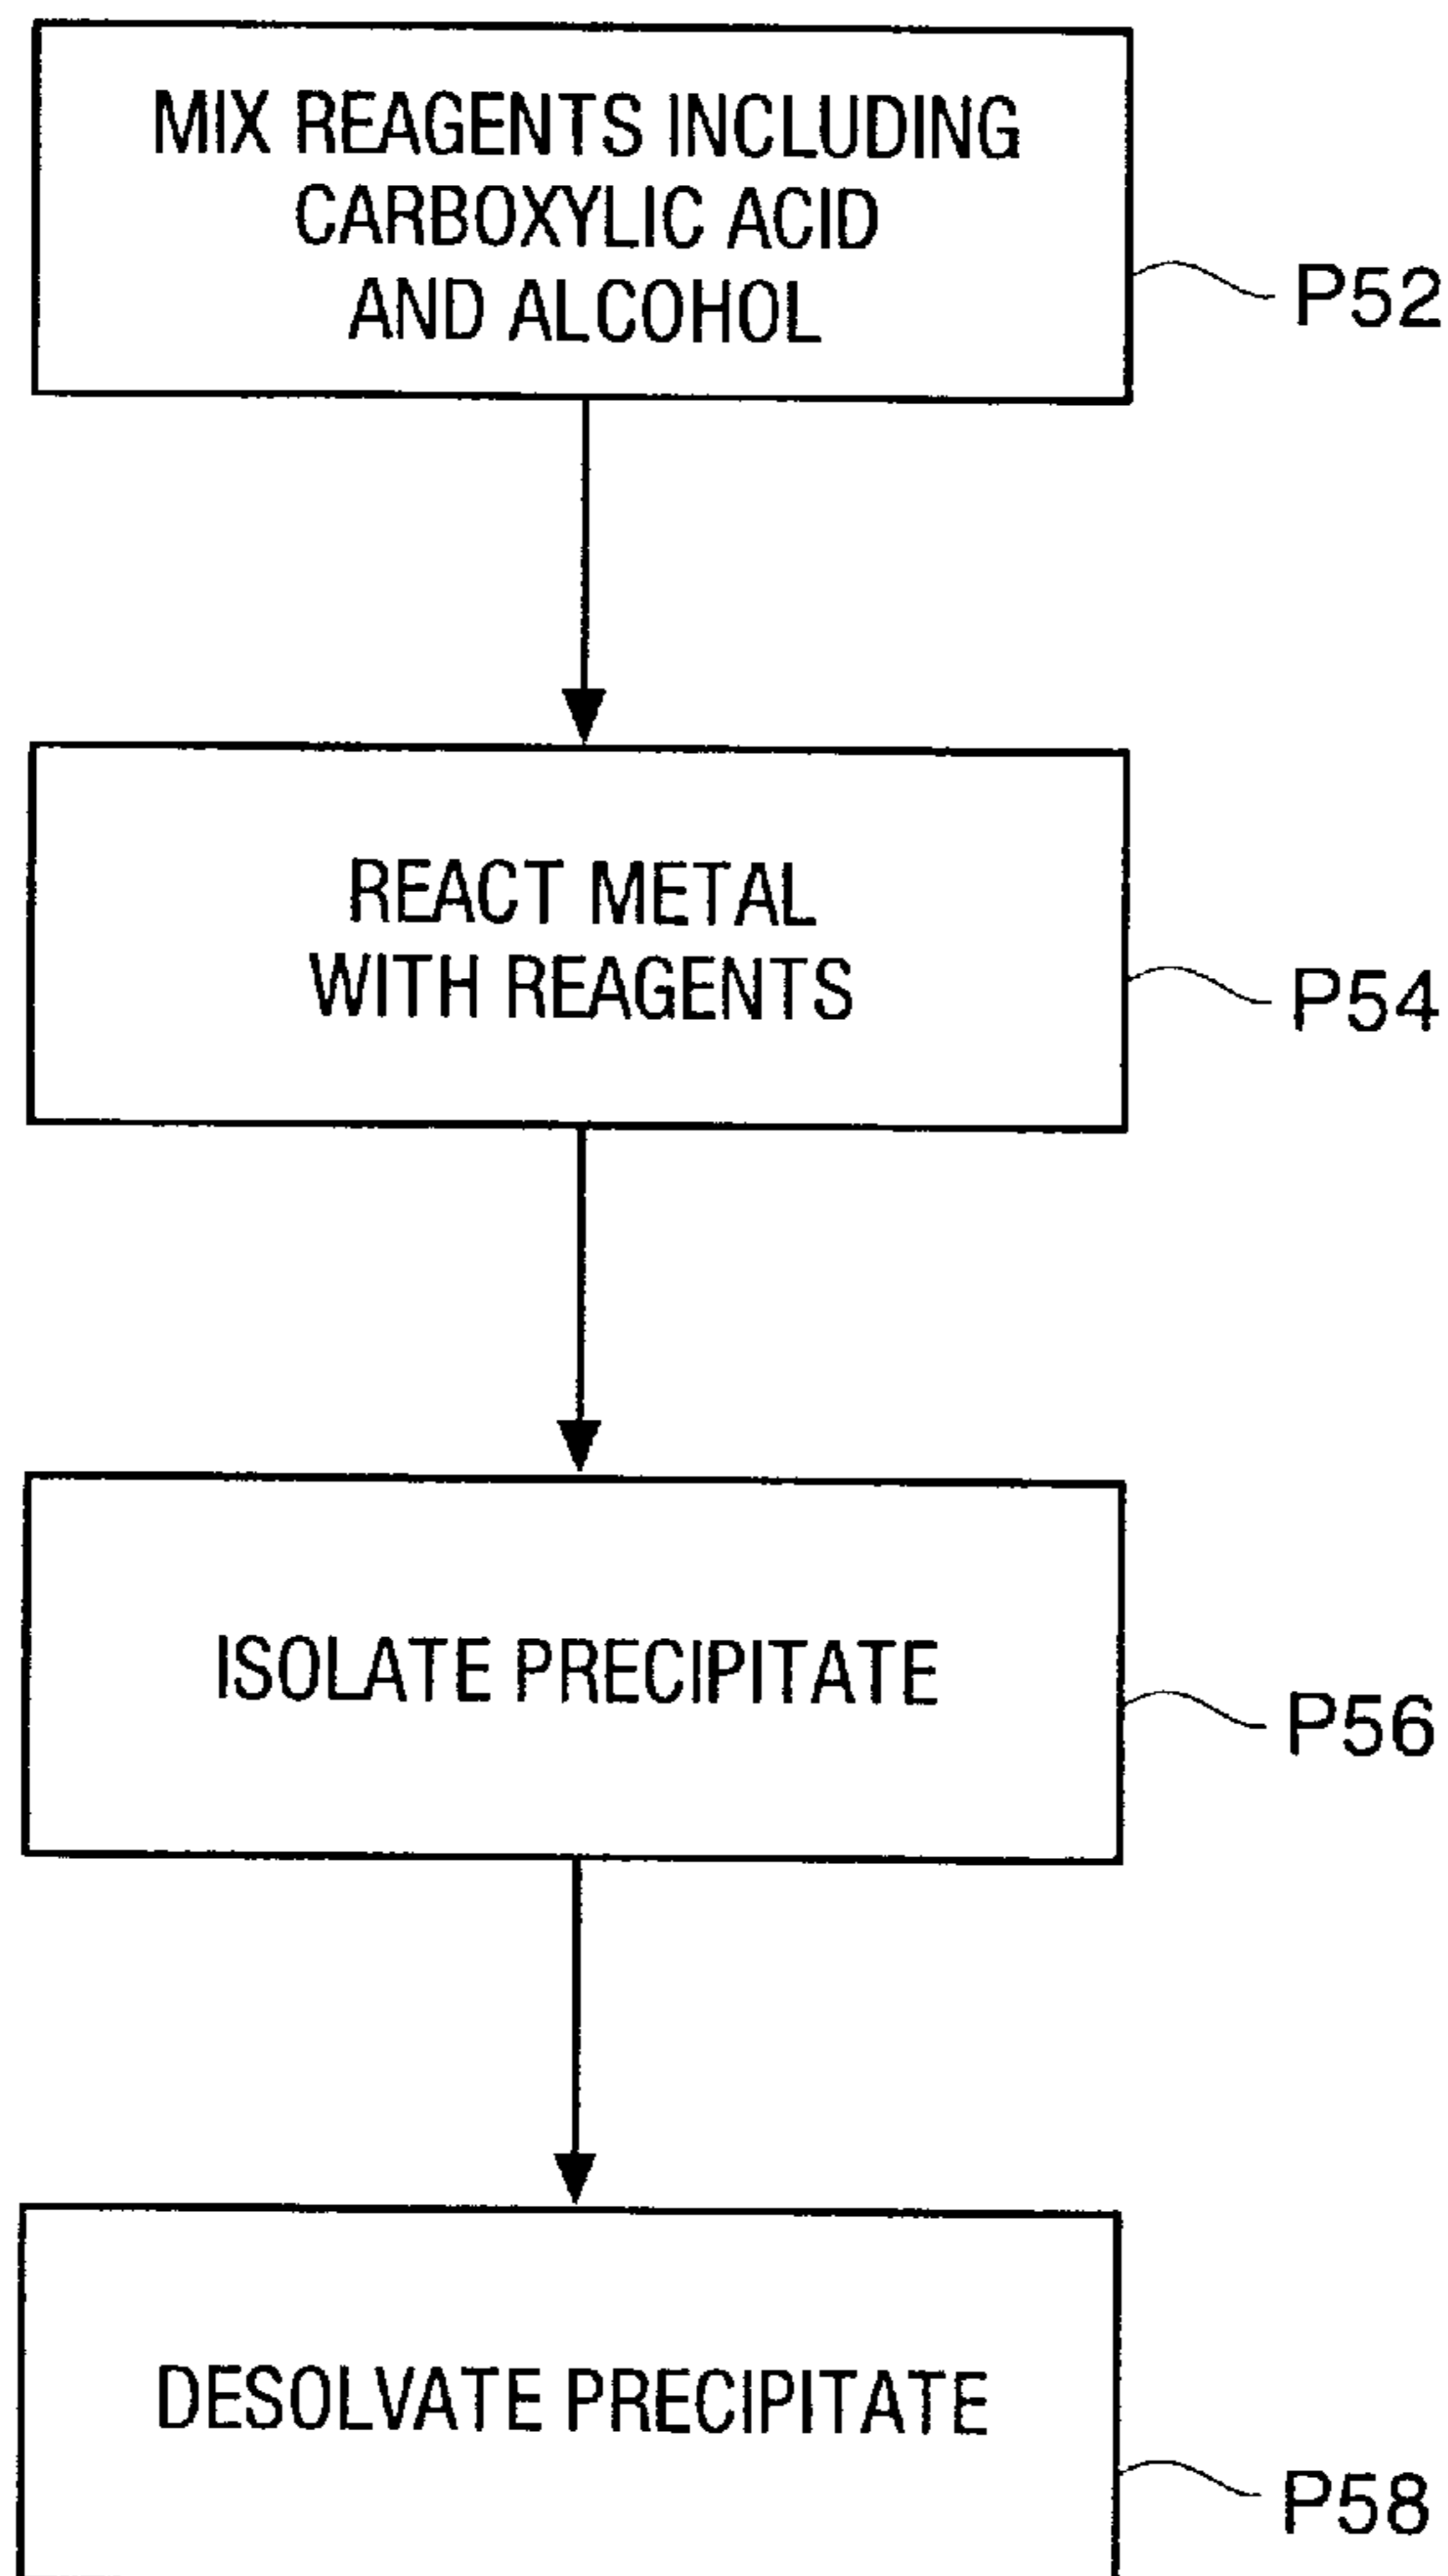 MIX REAGENTS INCLUDING
CARBOXYLIC ACID
AND ALCOHOL
P52
REACT METAL
WITH REAGENTS
P54
ISOLATE PRECIPITATE
P56
DESOLVATE PRECIPITATE
P58